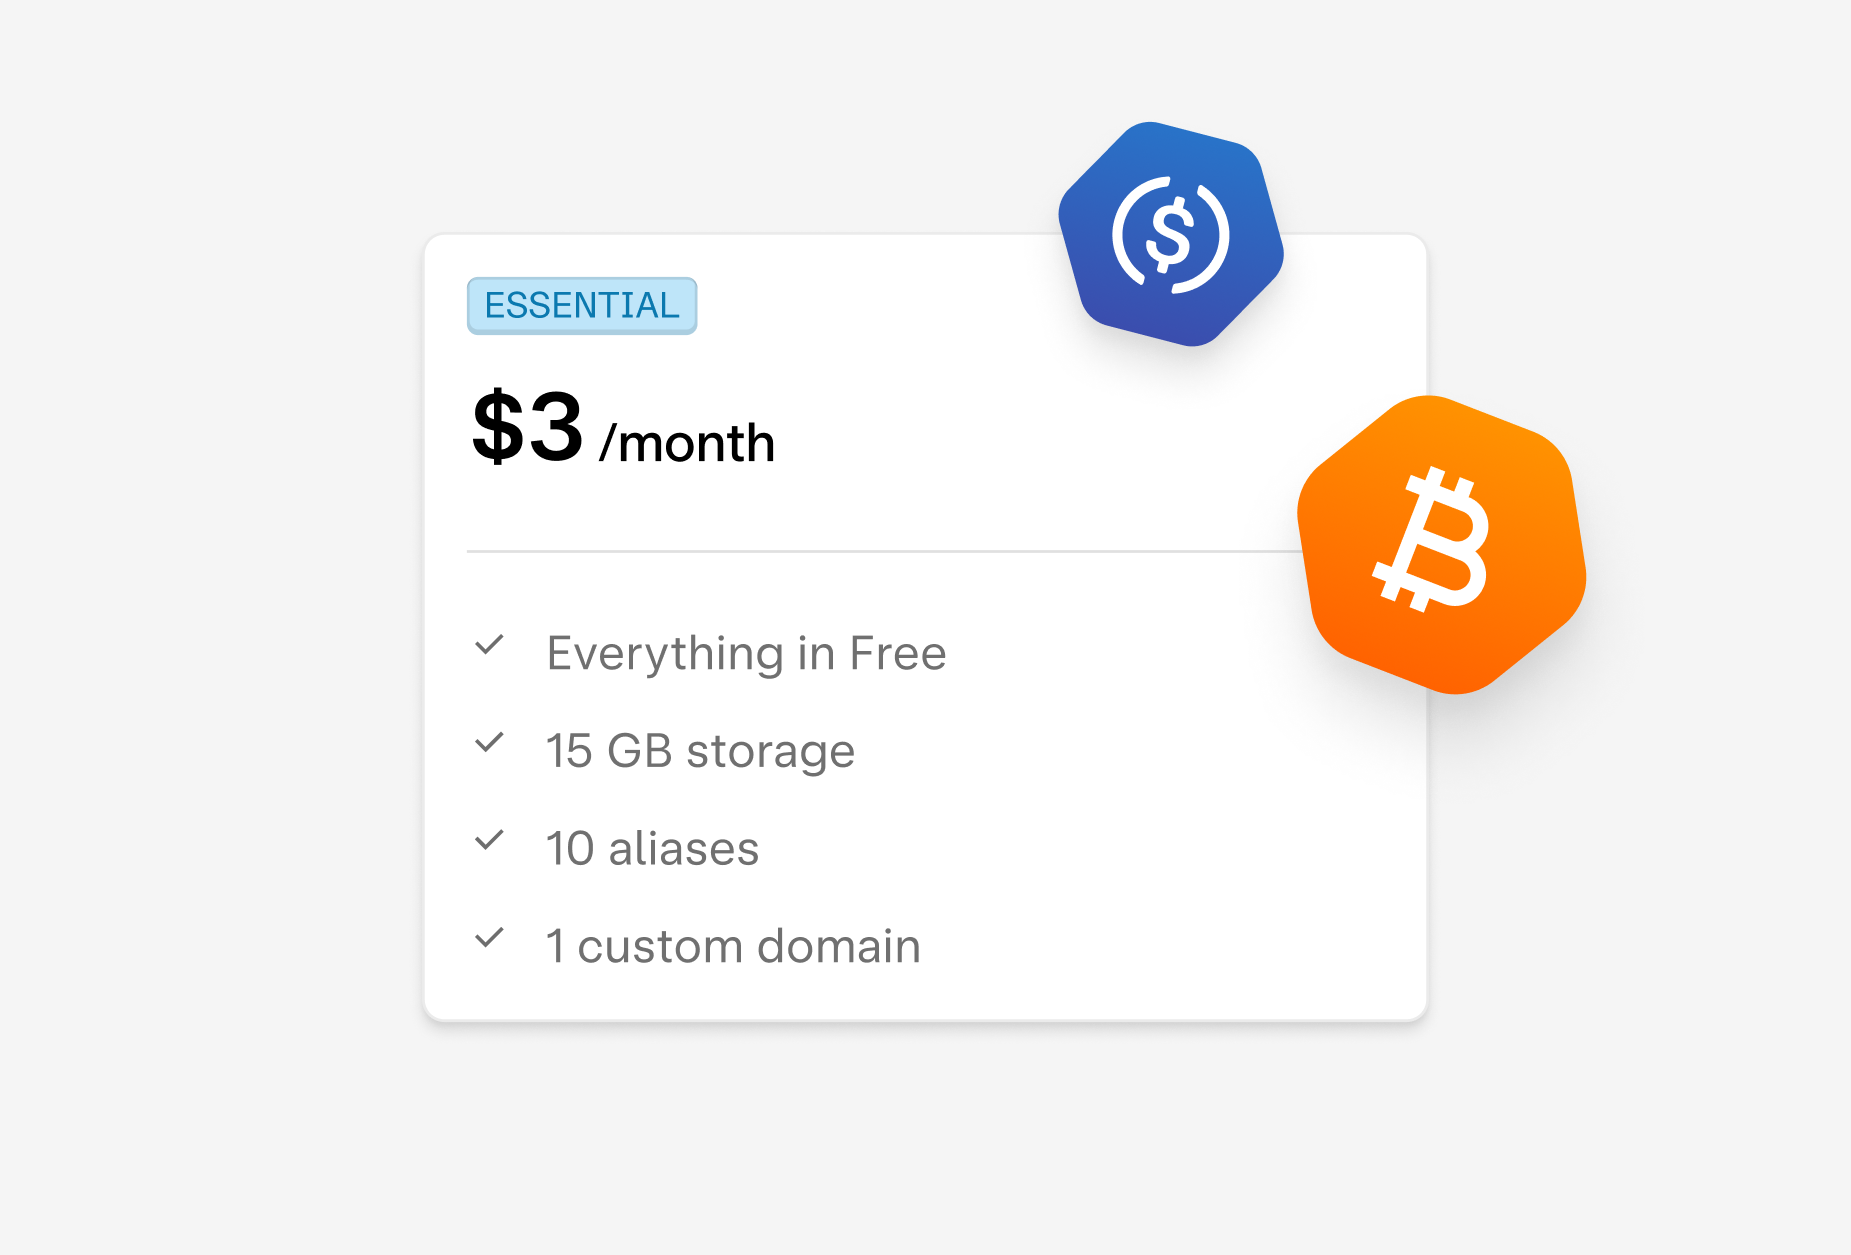 ESSENTIAL
$3 /month
Everything in Free
15 GB storage
10 aliases
1 custom domain